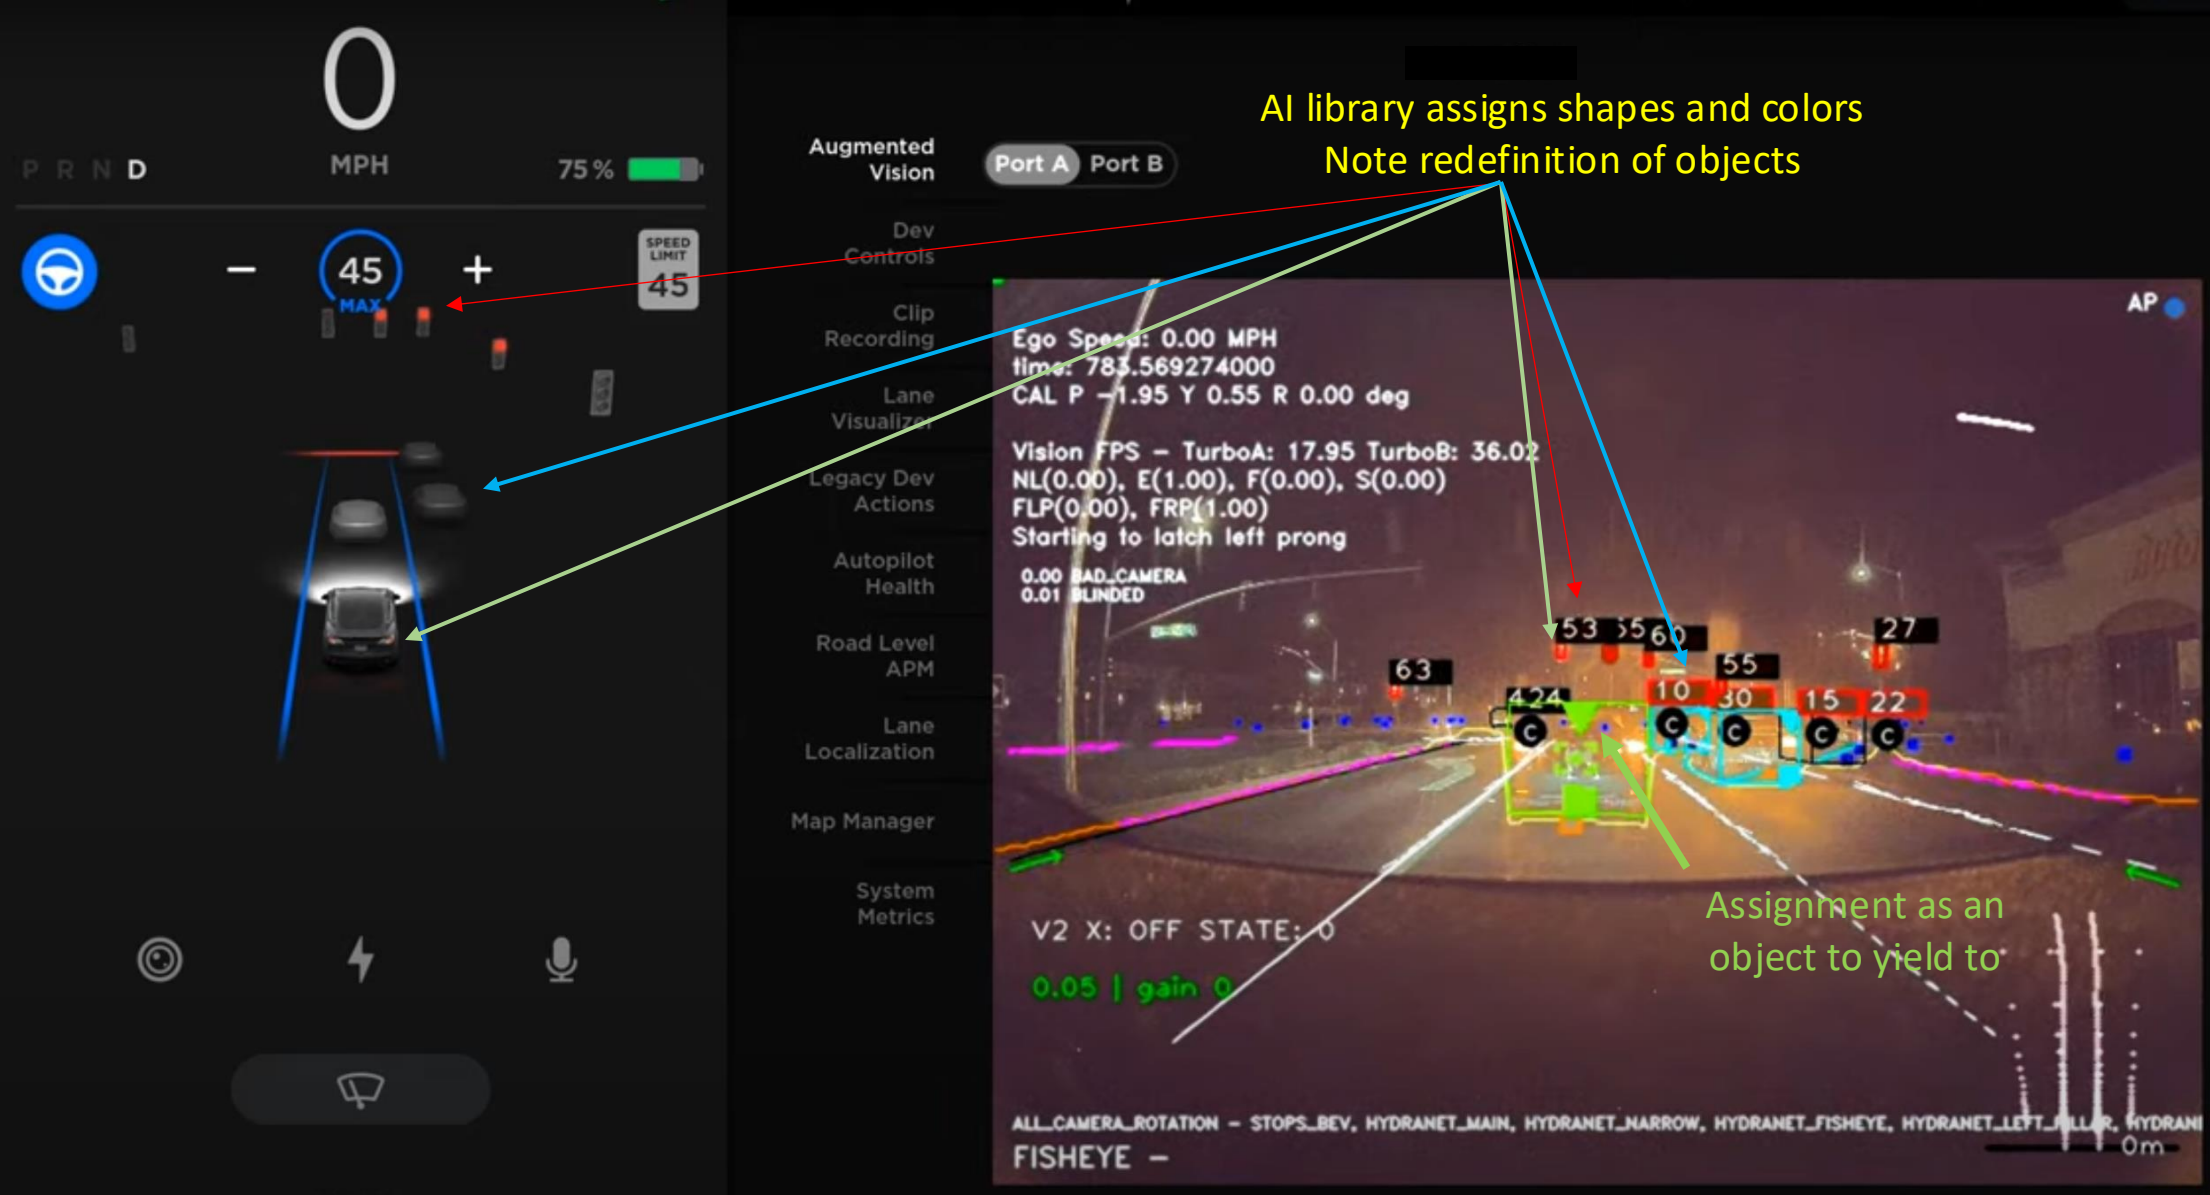 0
MPH
P R N D
75 %
45
MAX
SPEED
LIMIT
45
Augmented
Vision
Port A
Port B
Dev
Controls
Clip
Recording
Lane
Visualizer
Legacy Dev
Actions
Autopilot
Health
Road Level
APM
Lane
Localization
Map Manager
System
Metrics
AI library assigns shapes and colors
Note redefinition of objects
AP
Ego Speed: 0.00 MPH
time: 783.569274000
CAL P -1.95 Y 0.55 R 0.00 deg
Vision FPS - TurboA: 17.95 TurboB: 36.02
NL(0.00), E(1.00), F(0.00), S(0.00)
FLP(0.00), FRP(1.00)
Starting to latch left prong
0.00 BAD_CAMERA
0.01 BLINDED
53
60
27
63
55
424
10
30
15
22
C
C
C
C
C
Assignment as an
object to yield to
V2 X: OFF STATE: 0
0.05 | gain 0
ALL_CAMERA_ROTATION - STOPS_BEV, HYDRANET_MAIN, HYDRANET_NARROW, HYDRANET_FISHEYE, HYDRANET_LEFT_PILLAR, HYDRAN
FISHEYE -
0m